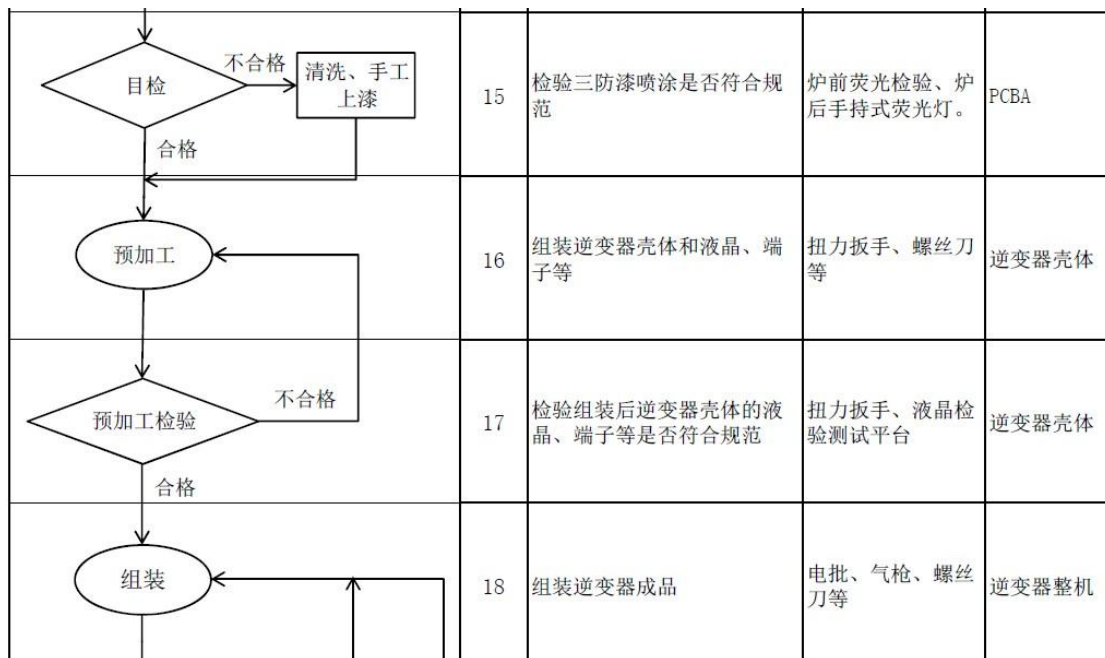 目检
不合格
清洗、手工
上漆
合格
15
检验三防漆喷涂是否符合规
范
炉前荧光检验、炉
后手持式荧光灯。
PCBA
预加工
16
组装逆变器壳体和液晶、端
子等
扭力扳手、螺丝刀
等
逆变器壳体
预加工检验
不合格
合格
17
检验组装后逆变器壳体的液
晶、端子等是否符合规范
扭力扳手、液晶检
验测试平台
逆变器壳体
组装
18
组装逆变器成品
电批、气枪、螺丝
刀等
逆变器整机